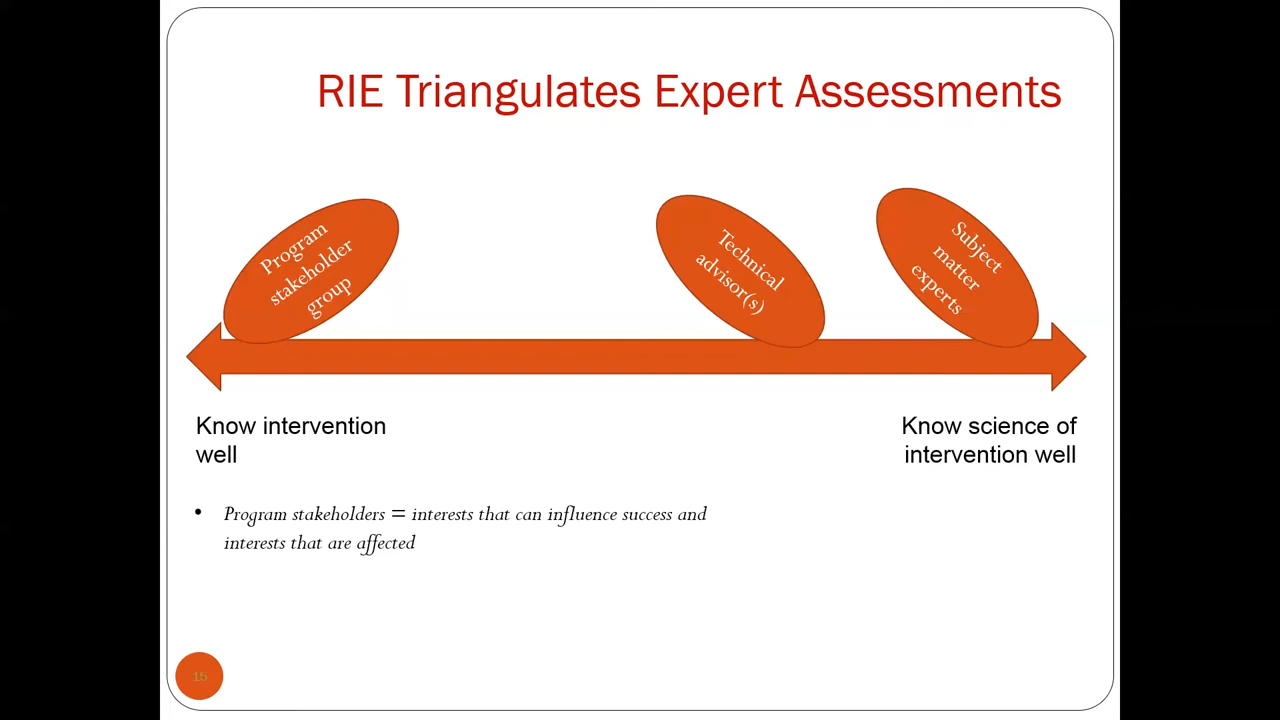 RIE Triangulates Expert Assessments
Program
stakeholder
group
Technical
advisor(s)
Subject
matter
experts
Know intervention
well
Know science of
intervention well
• Program stakeholders = interests that can influence success and
interests that are affected
15